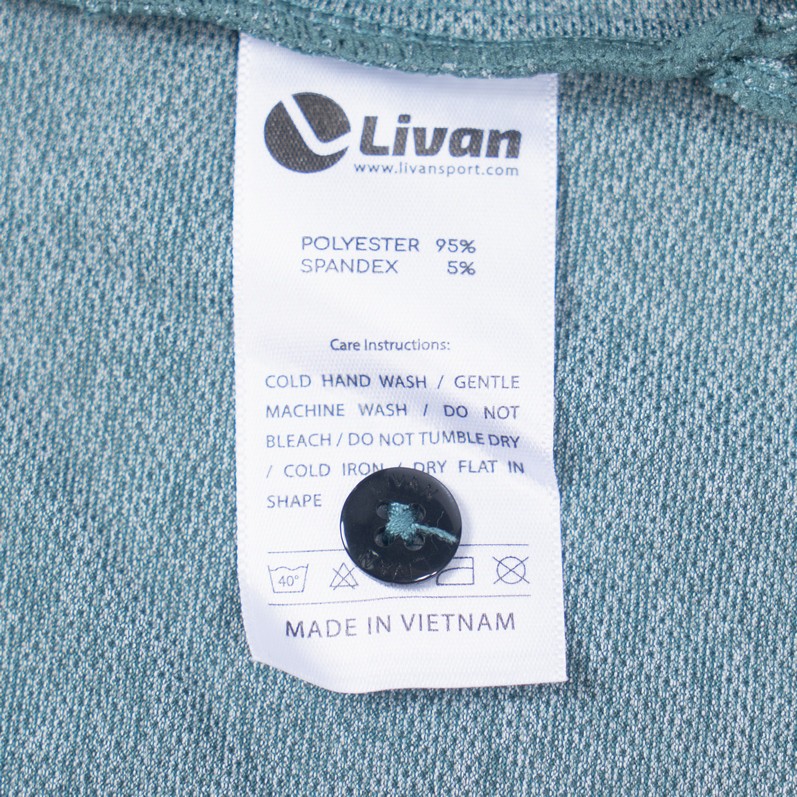 Livan
www.livansport.com
POLYESTER 95%
SPANDEX 5%
Care Instructions:
COLD HAND WASH / GENTLE
MACHINE WASH / DO NOT
BLEACH / DO NOT TUMBLE DRY
/ COLD IRON / DRY FLAT IN
SHAPE
40°
MADE IN VIETNAM